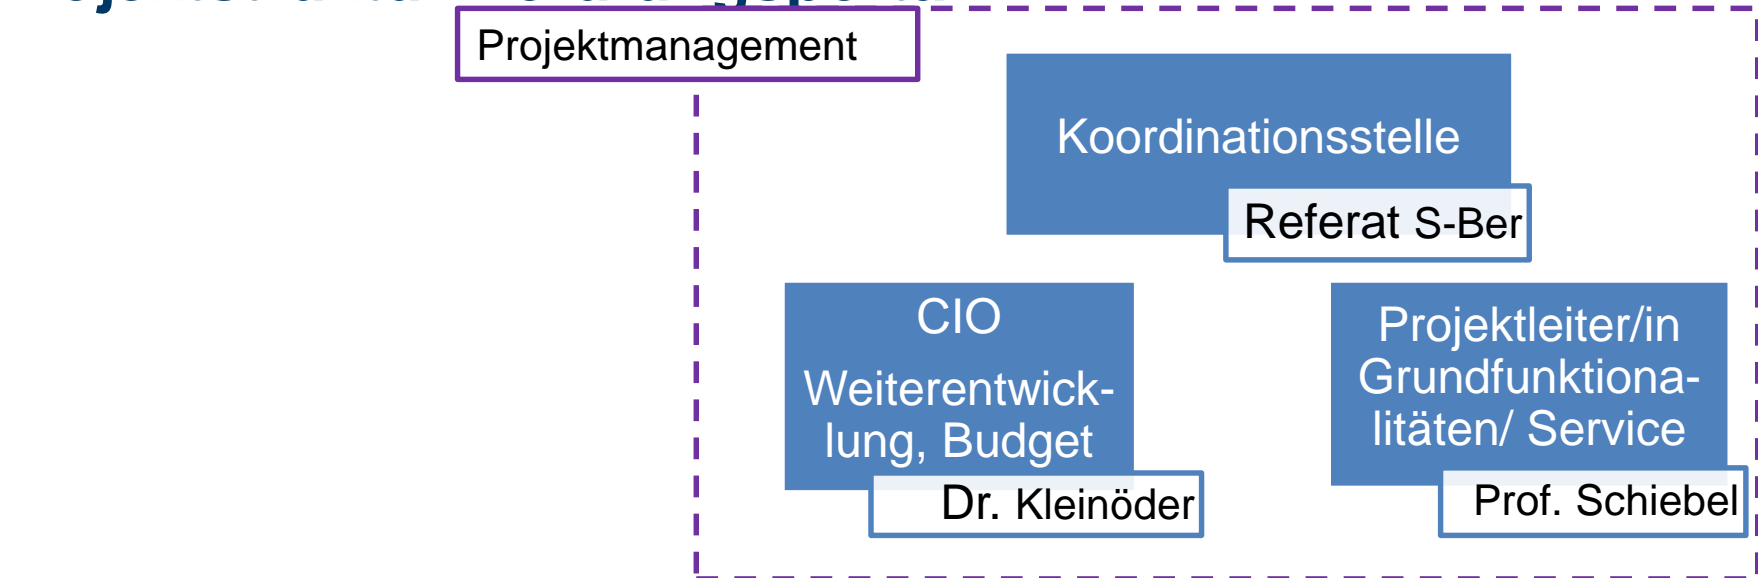 Projektmanagement
Koordinationsstelle
Referat S-Ber
CIO
Weiterentwick-
lung, Budget
Dr. Kleinöder
Projektleiter/in
Grundfunktiona-
litäten/ Service
Prof. Schiebel